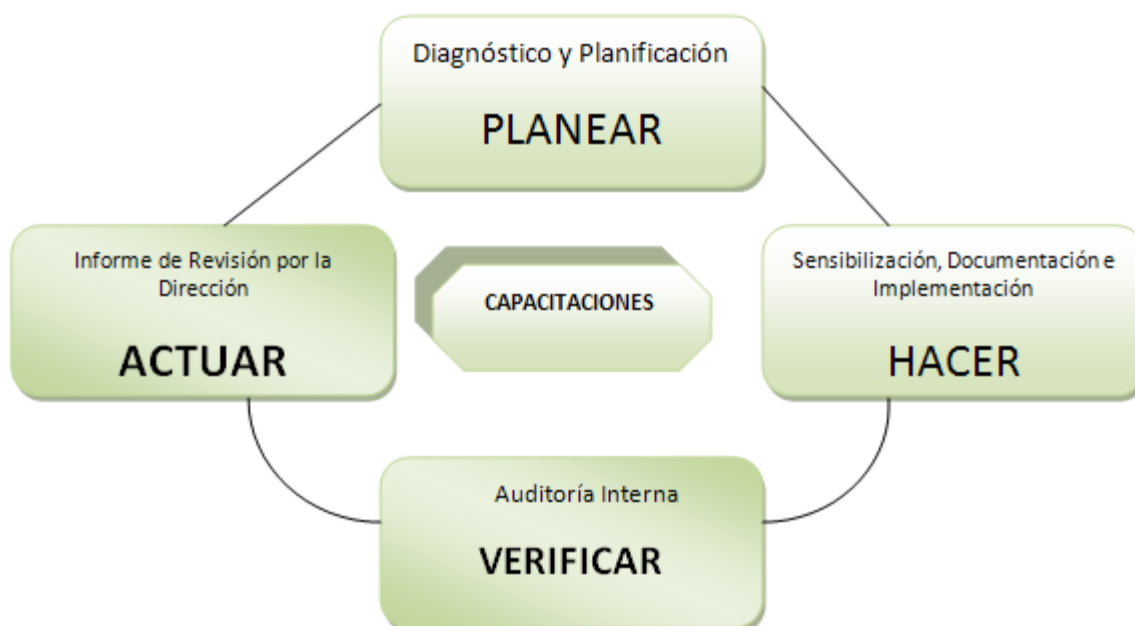 Diagnóstico y Planificación
PLANEAR
Informe de Revisión por la
Dirección
ACTUAR
CAPACITACIONES
Sensibilización, Documentación e
Implementación
HACER
Auditoría Interna
VERIFICAR